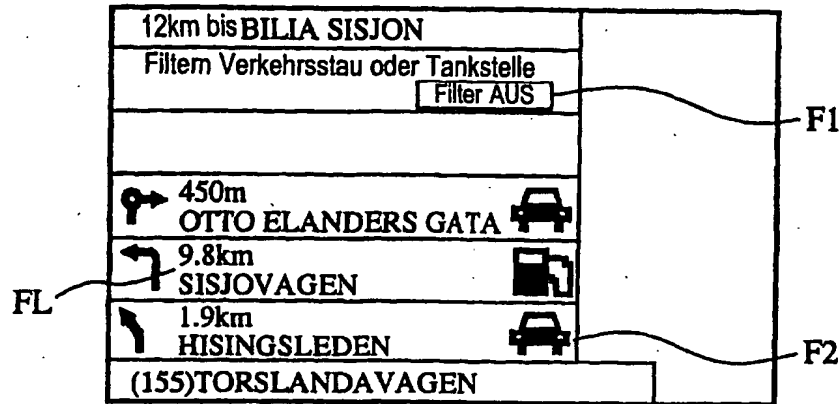 12km bis BILIA SISJON
Filtern Verkehrsstau oder Tankstelle
Filter AUS
F1
450m
OTTO ELANDERS GATA
9.8km
SISJOVAGEN
FL
1.9km
HISINGSLEDEN
F2
(155)TORSLANDAVAGEN